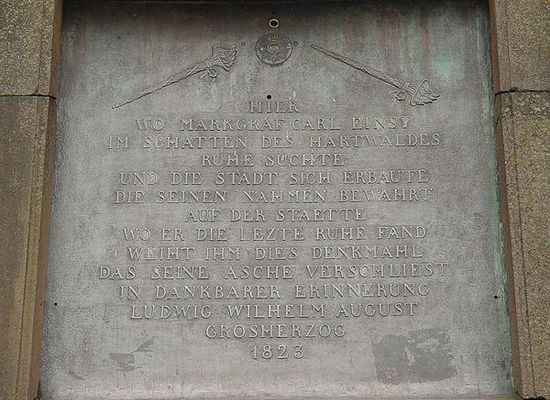 HIER
WO MARKGRAF CARL EINST
IM SCHATTEN DES HARTWALDES
RUHE SUCHTE
UND DIE STADT SICH ERBAUTE
DIE SEINEN NAHMEN BEWAHRT
AUF DER STAETTE
WO ER DIE LEZTE RUHE FAND
WEIHT IHM DIES DENKMAHL
DAS SEINE ASCHE VERSCHLIEST
IN DANKBARER ERINNERUNG
LUDWIG WILHELM AUGUST
GROSHERZOG
1823